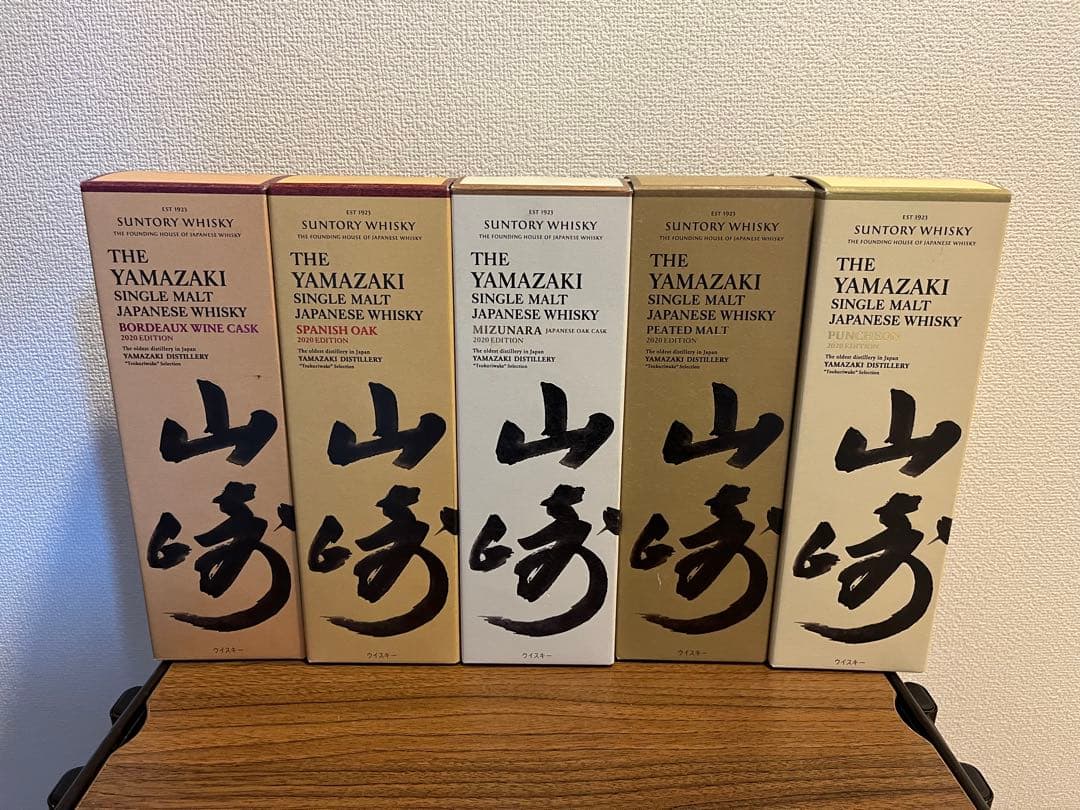 EST 1923
SUNTORY WHISKY
THE FOUNDING HOUSE OF JAPANESE WHISKY
THE
YAMAZAKI
SINGLE MALT
JAPANESE WHISKY
BORDEAUX WINE CASK
2020 EDITION
The oldest distillery in Japan
YAMAZAKI DISTILLERY
"Tsukuriwake" Selection
山崎
ウイスキー
EST 1923
SUNTORY WHISKY
THE FOUNDING HOUSE OF JAPANESE WHISKY
THE
YAMAZAKI
SINGLE MALT
JAPANESE WHISKY
SPANISH OAK
2020 EDITION
The oldest distillery in Japan
YAMAZAKI DISTILLERY
"Tsukuriwake" Selection
山崎
ウイスキー
EST 1923
SUNTORY WHISKY
THE FOUNDING HOUSE OF JAPANESE WHISKY
THE
YAMAZAKI
SINGLE MALT
JAPANESE WHISKY
MIZUNARA JAPANESE OAK CASK
2020 EDITION
The oldest distillery in Japan
YAMAZAKI DISTILLERY
"Tsukuriwake" Selection
山崎
ウイスキー
EST 1923
SUNTORY WHISKY
THE FOUNDING HOUSE OF JAPANESE WHISKY
THE
YAMAZAKI
SINGLE MALT
JAPANESE WHISKY
PEATED MALT
2020 EDITION
The oldest distillery in Japan
YAMAZAKI DISTILLERY
"Tsukuriwake" Selection
山崎
ウイスキー
EST 1923
SUNTORY WHISKY
THE FOUNDING HOUSE OF JAPANESE WHISKY
THE
YAMAZAKI
SINGLE MALT
JAPANESE WHISKY
PUNCHEON
2020 EDITION
The oldest distillery in Japan
YAMAZAKI DISTILLERY
"Tsukuriwake" Selection
山崎
ウイスキー